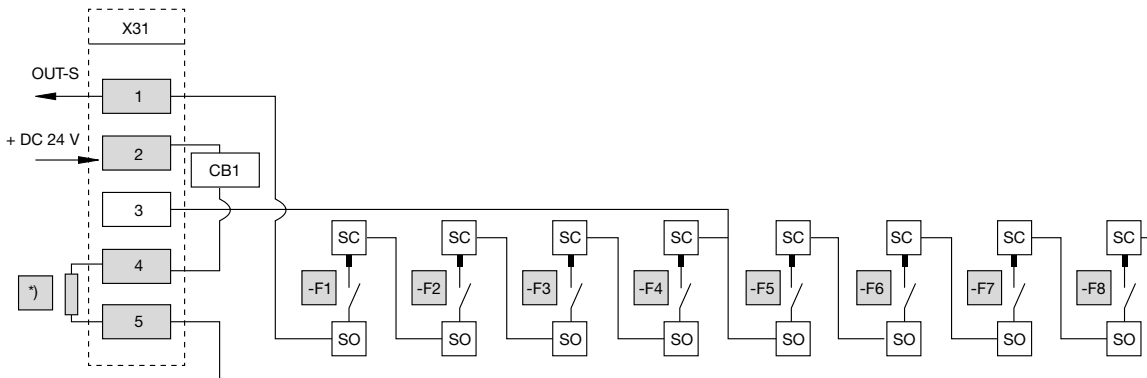 X31
OUT-S
1
+ DC 24 V
2
CB1
3
SC SC SC SC SC SC SC SC
4
*)
-F1 -F2 -F3 -F4 -F5 -F6 -F7 -F8
5
SO SO SO SO SO SO SO SO